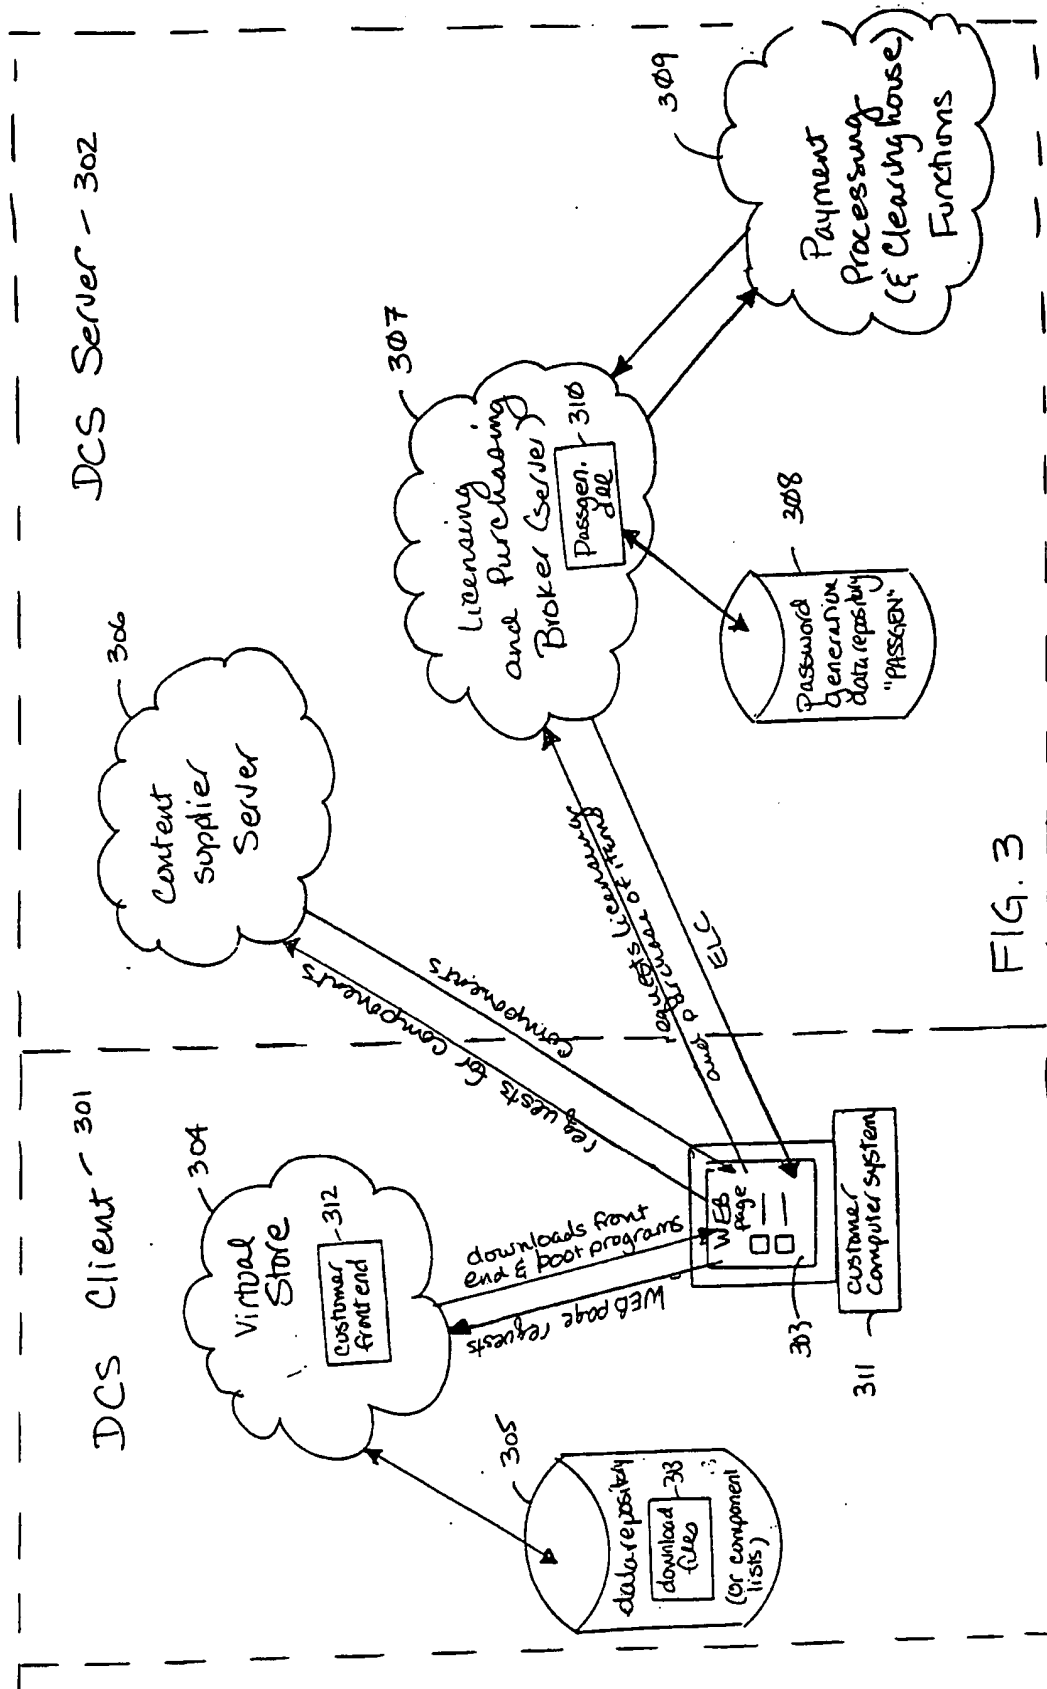 DCS Client - 301
DCS Server - 302
304
Virtual
Store
312
Customer
frontend
305
data repository
313
download
files
(or component
lists)
downloads front
end & boot programs
WEB page requests
WEB
page
303
311
Customer
Computer system
306
Content
supplier
Server
requests for components
components
307
Licensing
and Purchasing
Broker (server)
Passgen.
dll
310
requests licensing
and purchase of items
ELC
308
Password
generation
data repository
"PASSGEN"
309
Payment
Processing
(& Clearing house)
Functions
FIG. 3